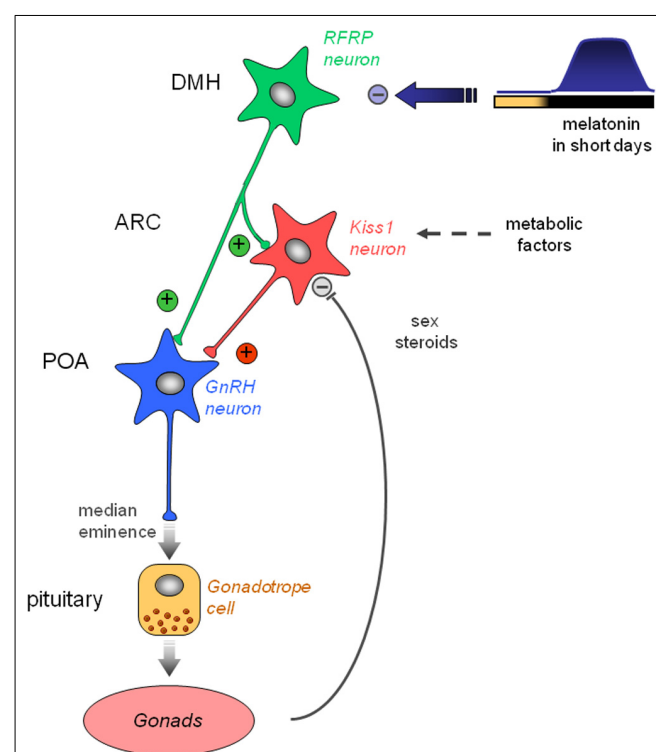 RFRP
neuron
DMH
−
melatonin
in short days
ARC
Kiss1
neuron
metabolic
factors
+
−
+
sex
steroids
POA
+
GnRH
neuron
median
eminence
pituitary
Gonadotrope
cell
Gonads